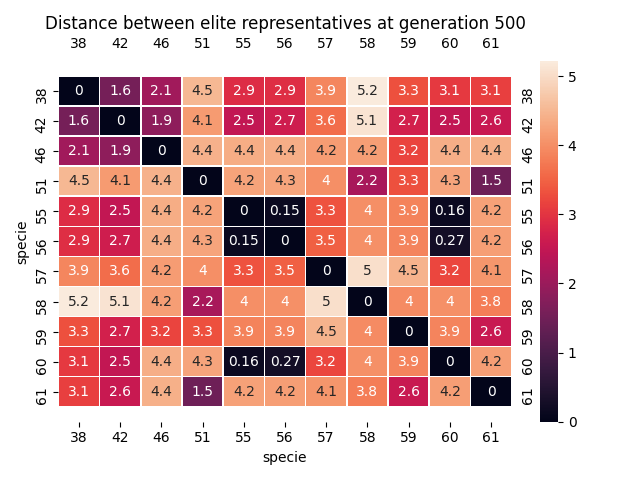 Distance between elite representatives at generation 500
38 42 46 51 55 56 57 58 59 60 61
38 0 1.6 2.1 4.5 2.9 2.9 3.9 5.2 3.3 3.1 3.1 38
42 1.6 0 1.9 4.1 2.5 2.7 3.6 5.1 2.7 2.5 2.6 42
46 2.1 1.9 0 4.4 4.4 4.4 4.2 4.2 3.2 4.4 4.4 46
51 4.5 4.1 4.4 0 4.2 4.3 4 2.2 3.3 4.3 1.5 51
55 2.9 2.5 4.4 4.2 0 0.15 3.3 4 3.9 0.16 4.2 55
56 2.9 2.7 4.4 4.3 0.15 0 3.5 4 3.9 0.27 4.2 56
57 3.9 3.6 4.2 4 3.3 3.5 0 5 4.5 3.2 4.1 57
58 5.2 5.1 4.2 2.2 4 4 5 0 4 4 3.8 58
59 3.3 2.7 3.2 3.3 3.9 3.9 4.5 4 0 3.9 2.6 59
60 3.1 2.5 4.4 4.3 0.16 0.27 3.2 4 3.9 0 4.2 60
61 3.1 2.6 4.4 1.5 4.2 4.2 4.1 3.8 2.6 4.2 0 61
38 42 46 51 55 56 57 58 59 60 61
specie
specie
5
4
3
2
1
0